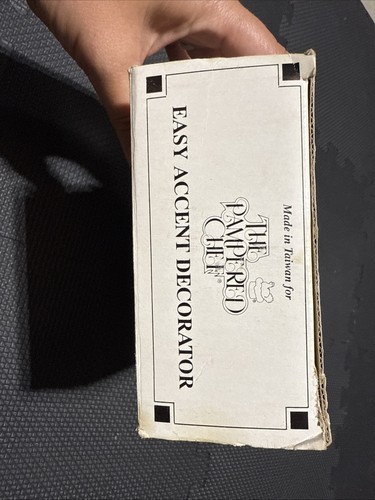 Made in Taiwan for
THE
PAMPERED
CHEF®
EASY ACCENT DECORATOR